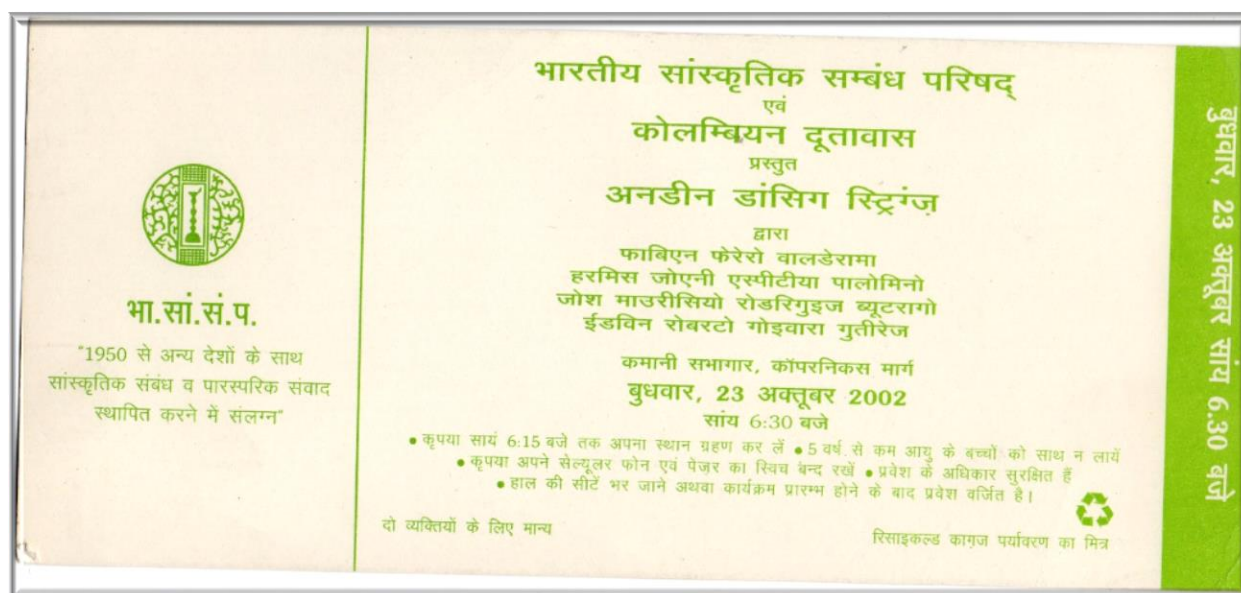 भा.सां.सं.प.
"1950 से अन्य देशों के साथ
सांस्कृतिक संबंध व पारस्परिक संवाद
स्थापित करने में संलग्न"
भारतीय सांस्कृतिक सम्बंध परिषद्
एवं
कोलम्बियन दूतावास
प्रस्तुत
अनडीन डांसिग स्ट्रिंग्ज़
द्वारा
फाबिएन फेरेरो वालडेरामा
हरमिस जोएनी एस्पीटीया पालोमिनो
जोश माउरीसियो रोडरिगुइज ब्यूटरागो
ईडविन रोबरटो गोइवारा गुतीरेज
कमानी सभागार, कॉपरनिकस मार्ग
बुधवार, 23 अक्तूबर 2002
सांय 6:30 बजे
• कृपया सायं 6:15 बजे तक अपना स्थान ग्रहण कर लें • 5 वर्ष से कम आयु के बच्चों को साथ न लायें
• कृपया अपने सेल्यूलर फोन एवं पेज़र का स्विच बन्द रखें • प्रवेश के अधिकार सुरक्षित हैं
• हाल की सीटें भर जाने अथवा कार्यक्रम प्रारम्भ होने के बाद प्रवेश वर्जित है।
दो व्यक्तियों के लिए मान्य
रिसाइकल्ड काग़ज पर्यावरण का मित्र
बुधवार, 23 अक्तूबर सांय 6.30 बजे